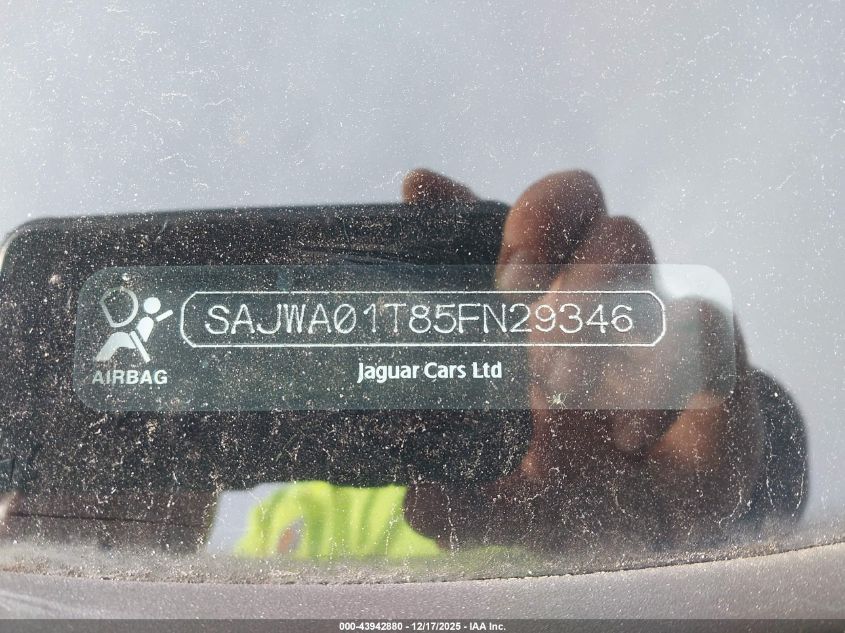 SAJWA01T85FN29346
AIRBAG
Jaguar Cars Ltd
000-43942880 - 12/17/2025 - IAA Inc.